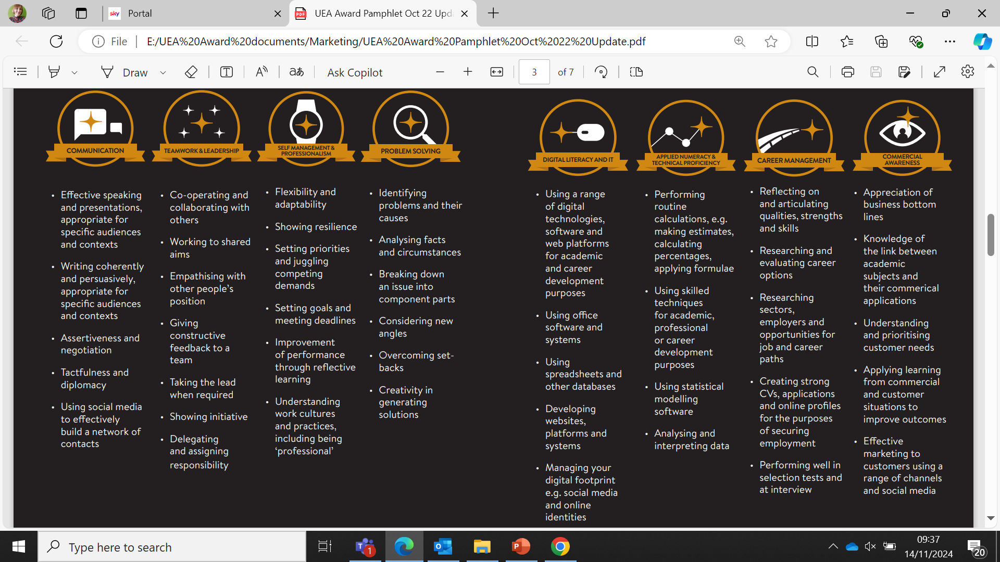 sky
Portal
UEA Award Pamphlet Oct 22 Upd
File
E:/UEA%20Award%20documents/Marketing/UEA%20Award%20Pamphlet%20Oct%2022%20Update.pdf
Draw
Ask Copilot
3
of 7
COMMUNICATION
Effective speaking
and presentations,
appropriate for
specific audiences
and contexts
Writing coherently
and persuasively,
appropriate for
specific audiences
and contexts
Assertiveness and
negotiation
Tactfulness and
diplomacy
Using social media
to effectively
build a network of
contacts
TEAMWORK & LEADERSHIP
Co-operating and
collaborating with
others
Working to shared
aims
Empathising with
other people’s
position
Giving
constructive
feedback to a
team
Taking the lead
when required
Showing initiative
Delegating
and assigning
responsibility
SELF MANAGEMENT &
PROFESSIONALISM
Flexibility and
adaptability
Showing resilience
Setting priorities
and juggling
competing
demands
Setting goals and
meeting deadlines
Improvement
of performance
through reflective
learning
Understanding
work cultures
and practices,
including being
‘professional’
PROBLEM SOLVING
Identifying
problems and their
causes
Analysing facts
and circumstances
Breaking down
an issue into
component parts
Considering new
angles
Overcoming set-
backs
Creativity in
generating
solutions
DIGITAL LITERACY AND IT
Using a range
of digital
technologies,
software and
web platforms
for academic
and career
development
purposes
Using office
software and
systems
Using
spreadsheets and
other databases
Developing
websites,
platforms and
systems
Managing your
digital footprint
e.g. social media
and online
identities
APPLIED NUMERACY &
TECHNICAL PROFICIENCY
Performing
routine
calculations, e.g.
making estimates,
calculating
percentages,
applying formulae
Using skilled
techniques
for academic,
professional
or career
development
purposes
Using statistical
modelling
software
Analysing and
interpreting data
CAREER MANAGEMENT
Reflecting on
and articulating
qualities, strengths
and skills
Researching and
evaluating career
options
Researching
sectors,
employers and
opportunities for
job and career
paths
Creating strong
CVs, applications
and online profiles
for the purposes
of securing
employment
Performing well in
selection tests and
at interview
COMMERCIAL
AWARENESS
Appreciation of
business bottom
lines
Knowledge of
the link between
academic
subjects and
their commerical
applications
Understanding
and prioritising
customer needs
Applying learning
from commercial
and customer
situations to
improve outcomes
Effective
marketing to
customers using a
range of channels
and social media
Type here to search
1
09:37
14/11/2024
20